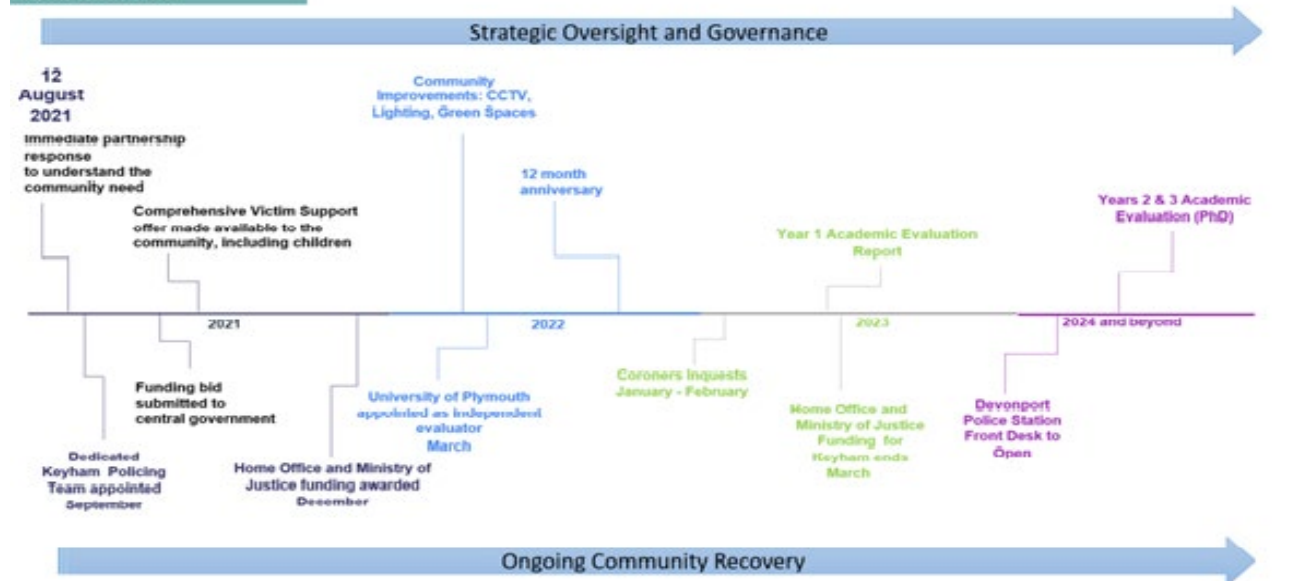 Strategic Oversight and Governance
12
August
2021
Immediate partnership
response
to understand the
community need
Comprehensive Victim Support
offer made available to the
community, including children
Community
Improvements: CCTV,
Lighting, Green Spaces
12 month
anniversary
Year 1 Academic Evaluation
Report
Years 2 & 3 Academic
Evaluation (PhD)
2021
2022
2023
2024 and beyond
Dedicated
Keyham Policing
Team appointed
September
Funding bid
submitted to
central government
Home Office and Ministry of
Justice funding awarded
December
University of Plymouth
appointed as independent
evaluator
March
Coroners Inquests
January - February
Home Office and
Ministry of Justice
Funding for
Keyham ends
March
Devonport
Police Station
Front Desk to
Open
Ongoing Community Recovery